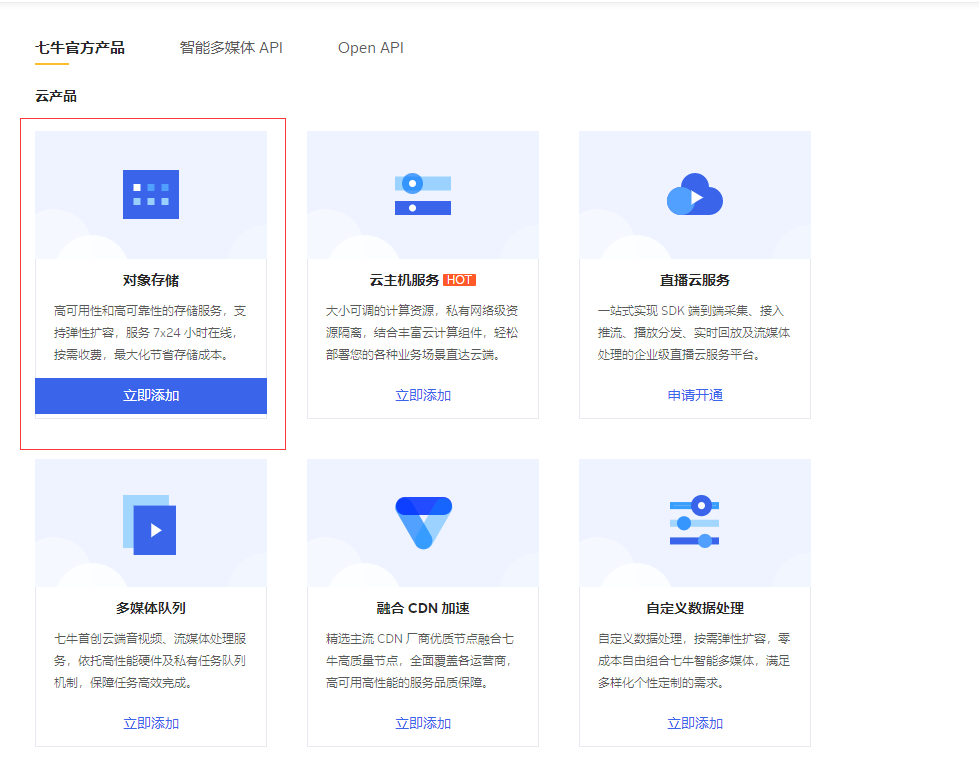 七牛官方产品
智能多媒体 API
Open API
云产品
对象存储
高可用性和高可靠性的存储服务，支
持弹性扩容，服务 7x24 小时在线，
按需收费，最大化节省存储成本。
立即添加
云主机服务 HOT
大小可调的计算资源，私有网络级资
源隔离，结合丰富云计算组件，轻松
部署您的各种业务场景直达云端。
立即添加
直播云服务
一站式实现 SDK 端到端采集、接入
推流、播放分发、实时回放及流媒体
处理的企业级直播云服务平台。
申请开通
多媒体队列
七牛首创云端音视频、流媒体处理服
务，依托高性能硬件及私有任务队列
机制，保障任务高效完成。
立即添加
融合 CDN 加速
精选主流 CDN 厂商优质节点融合七
牛高质量节点，全面覆盖各运营商，
高可用高性能的服务品质保障。
立即添加
自定义数据处理
自定义数据处理，按需弹性扩容，零
成本自由组合七牛智能多媒体，满足
多样化个性定制的需求。
立即添加